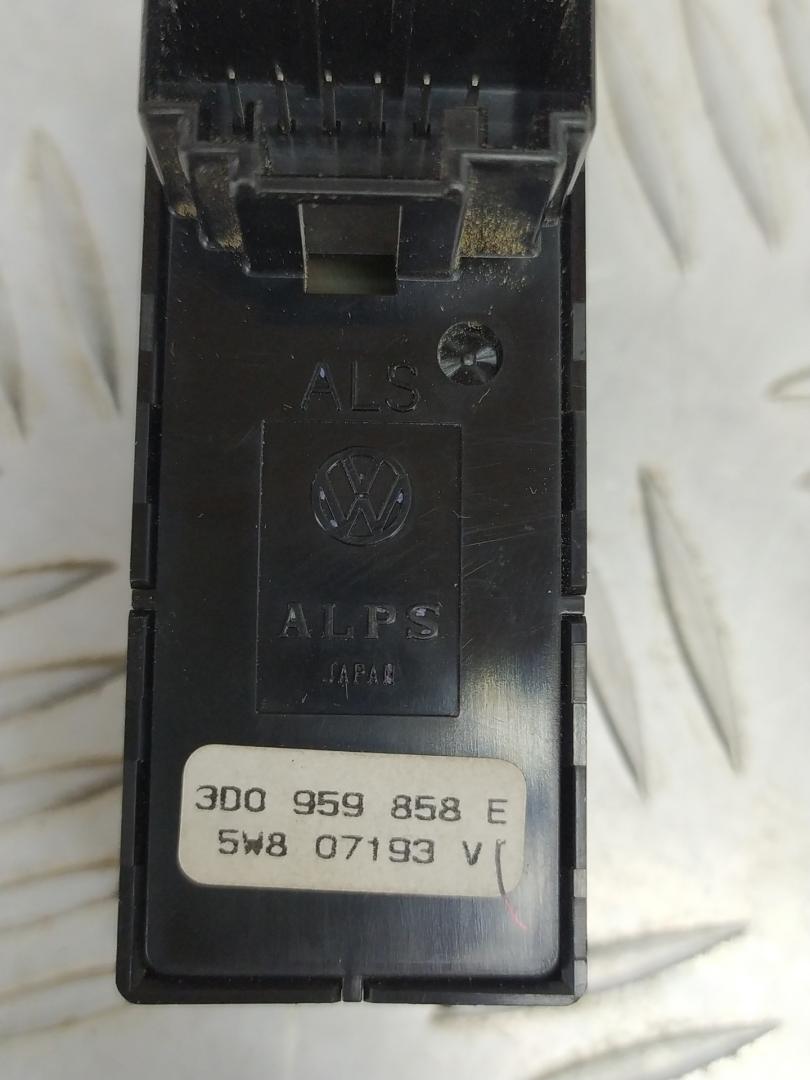 ALS
ALPS
JAPAN
3D0 959 858 E
5W8 07193 V